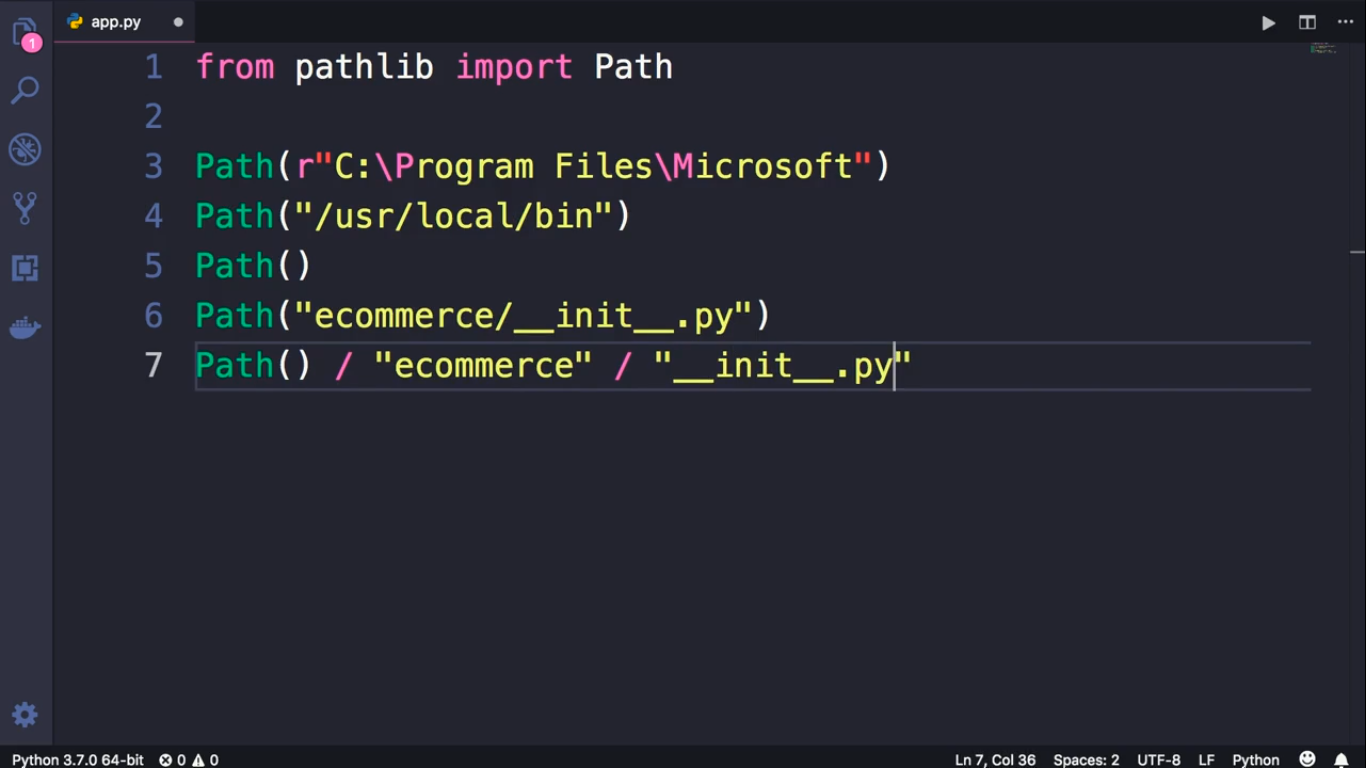 app.py
1
1 from pathlib import Path
2
3 Path(r"C:\Program Files\Microsoft")
4 Path("/usr/local/bin")
5 Path()
6 Path("ecommerce/__init__.py")
7 Path() / "ecommerce" / "__init__.py"
Python 3.7.0 64-bit 0 0 Ln 7, Col 36 Spaces: 2 UTF-8 LF Python